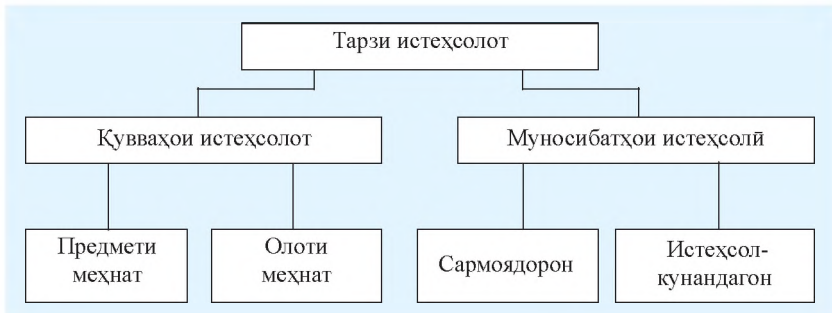 Тарзи истеҳсолот
Қувваҳои истеҳсолот
Муносибатҳои истеҳсолӣ
Предмети
меҳнат
Олоти
меҳнат
Сармоядорон
Истеҳсол-
кунандагон